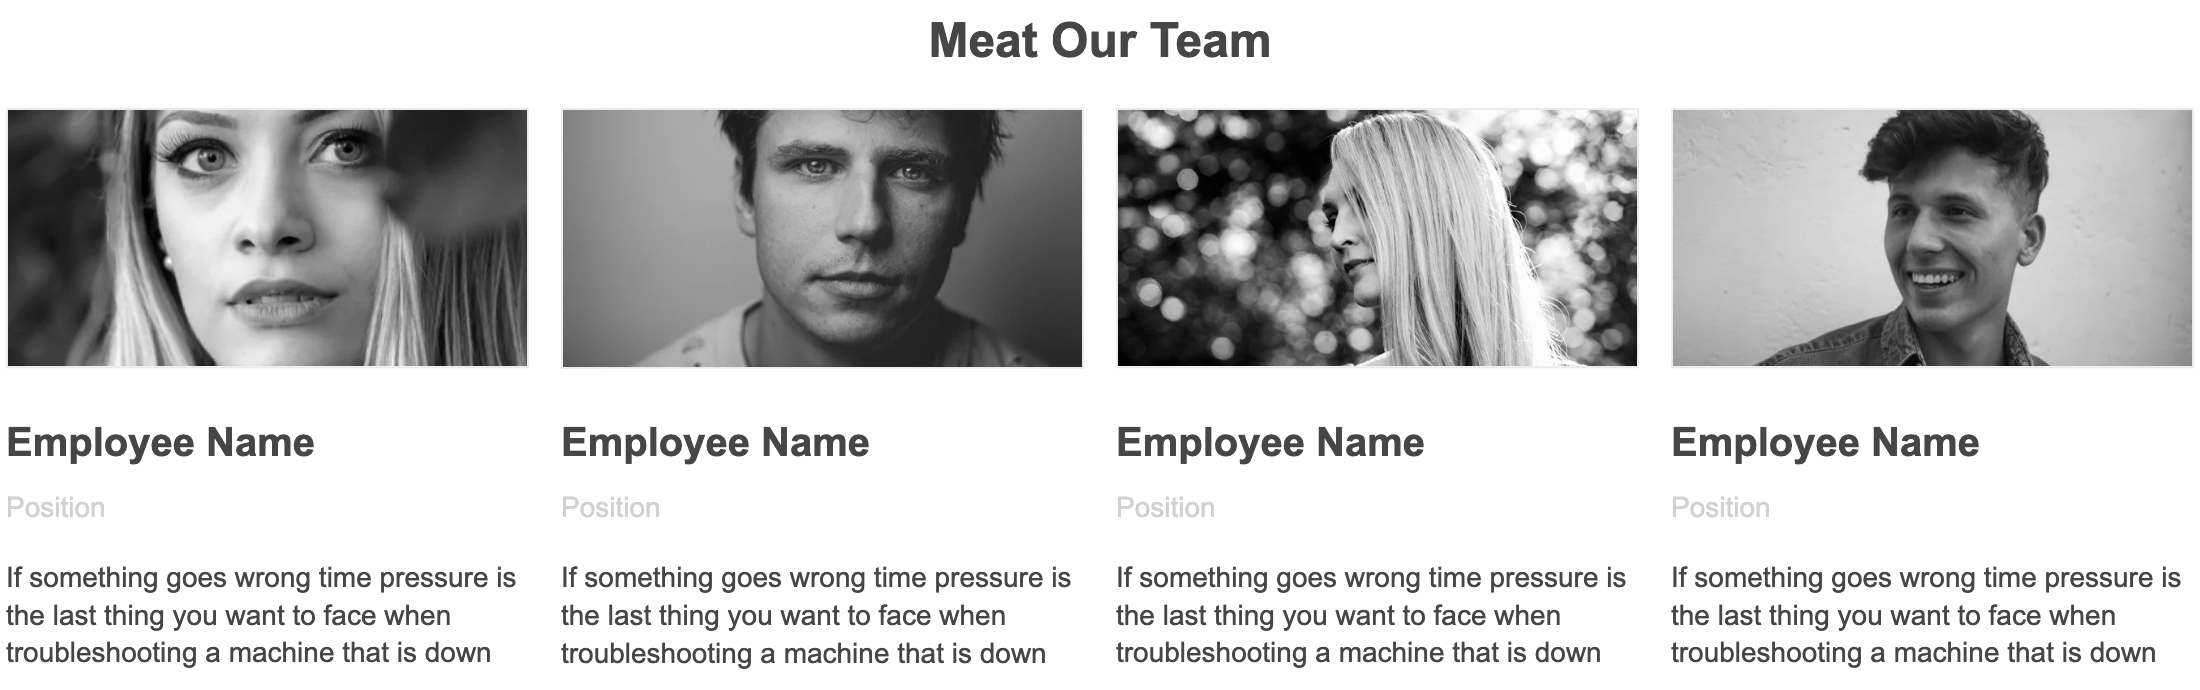 Meat Our Team
Employee Name
Position
If something goes wrong time pressure is
the last thing you want to face when
troubleshooting a machine that is down
Employee Name
Position
If something goes wrong time pressure is
the last thing you want to face when
troubleshooting a machine that is down
Employee Name
Position
If something goes wrong time pressure is
the last thing you want to face when
troubleshooting a machine that is down
Employee Name
Position
If something goes wrong time pressure is
the last thing you want to face when
troubleshooting a machine that is down